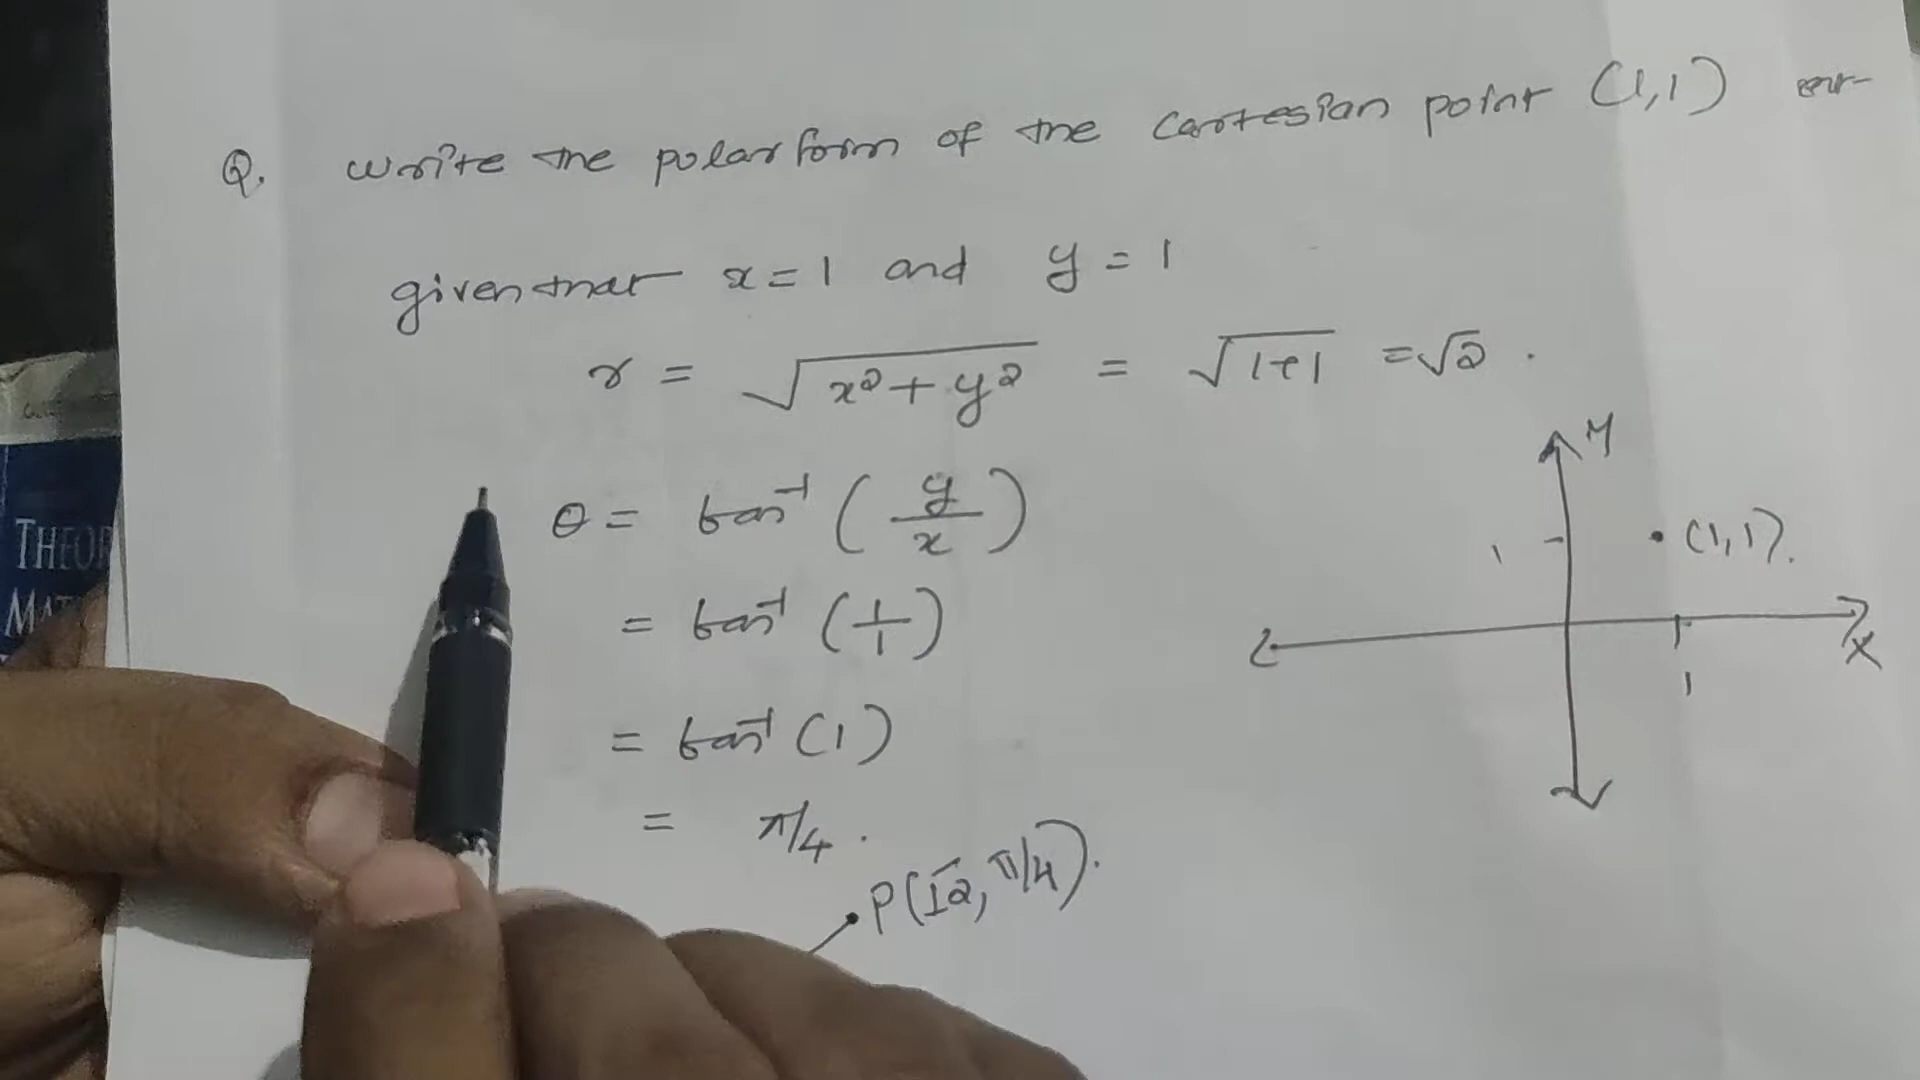 Q. write the polar form of the cartesian point (1,1)
given that x = 1 and y = 1
r = √(x² + y²) = √(1+1) = √2 .
θ = tan⁻¹ ( y/x )
= tan⁻¹ ( 1/1 )
= tan⁻¹ (1)
= π/4 .
P(√2, π/4).
Y
1
(1,1).
X
1
THEOR
MAT